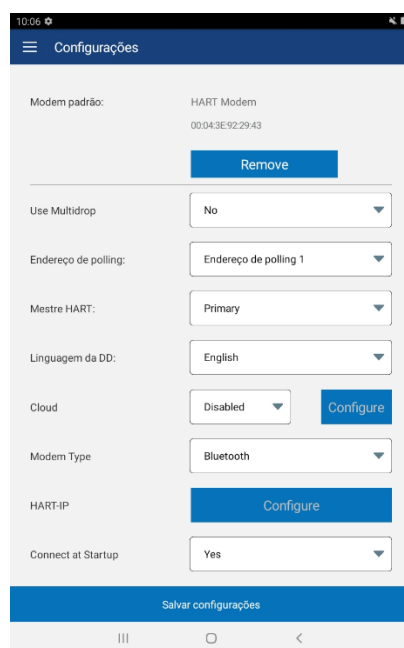 10:06
Configurações
Modem padrão:
HART Modem
00:04:3E:92:29:43
Remove
Use Multidrop
No
Endereço de polling:
Endereço de polling 1
Mestre HART:
Primary
Linguagem da DD:
English
Cloud
Disabled
Configure
Modem Type
Bluetooth
HART-IP
Configure
Connect at Startup
Yes
Salvar configurações